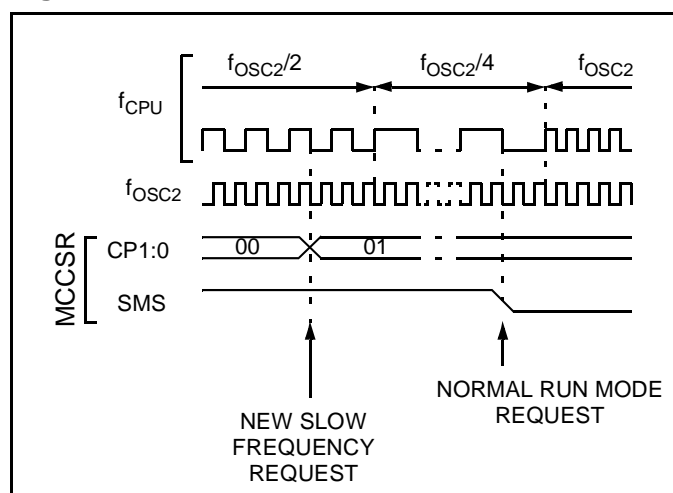 fOSC2/2 fOSC2/4 fOSC2
fCPU
fOSC2
MCCSR
CP1:0 00 01
SMS
NEW SLOW
FREQUENCY
REQUEST
NORMAL RUN MODE
REQUEST